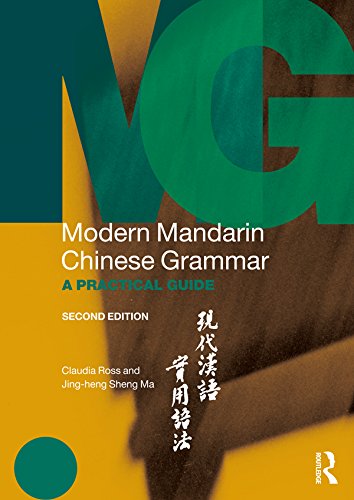 MG
Modern Mandarin
Chinese Grammar
A PRACTICAL GUIDE
SECOND EDITION
Claudia Ross and
Jing-heng Sheng Ma
現代漢語
實用語法
R
ROUTLEDGE